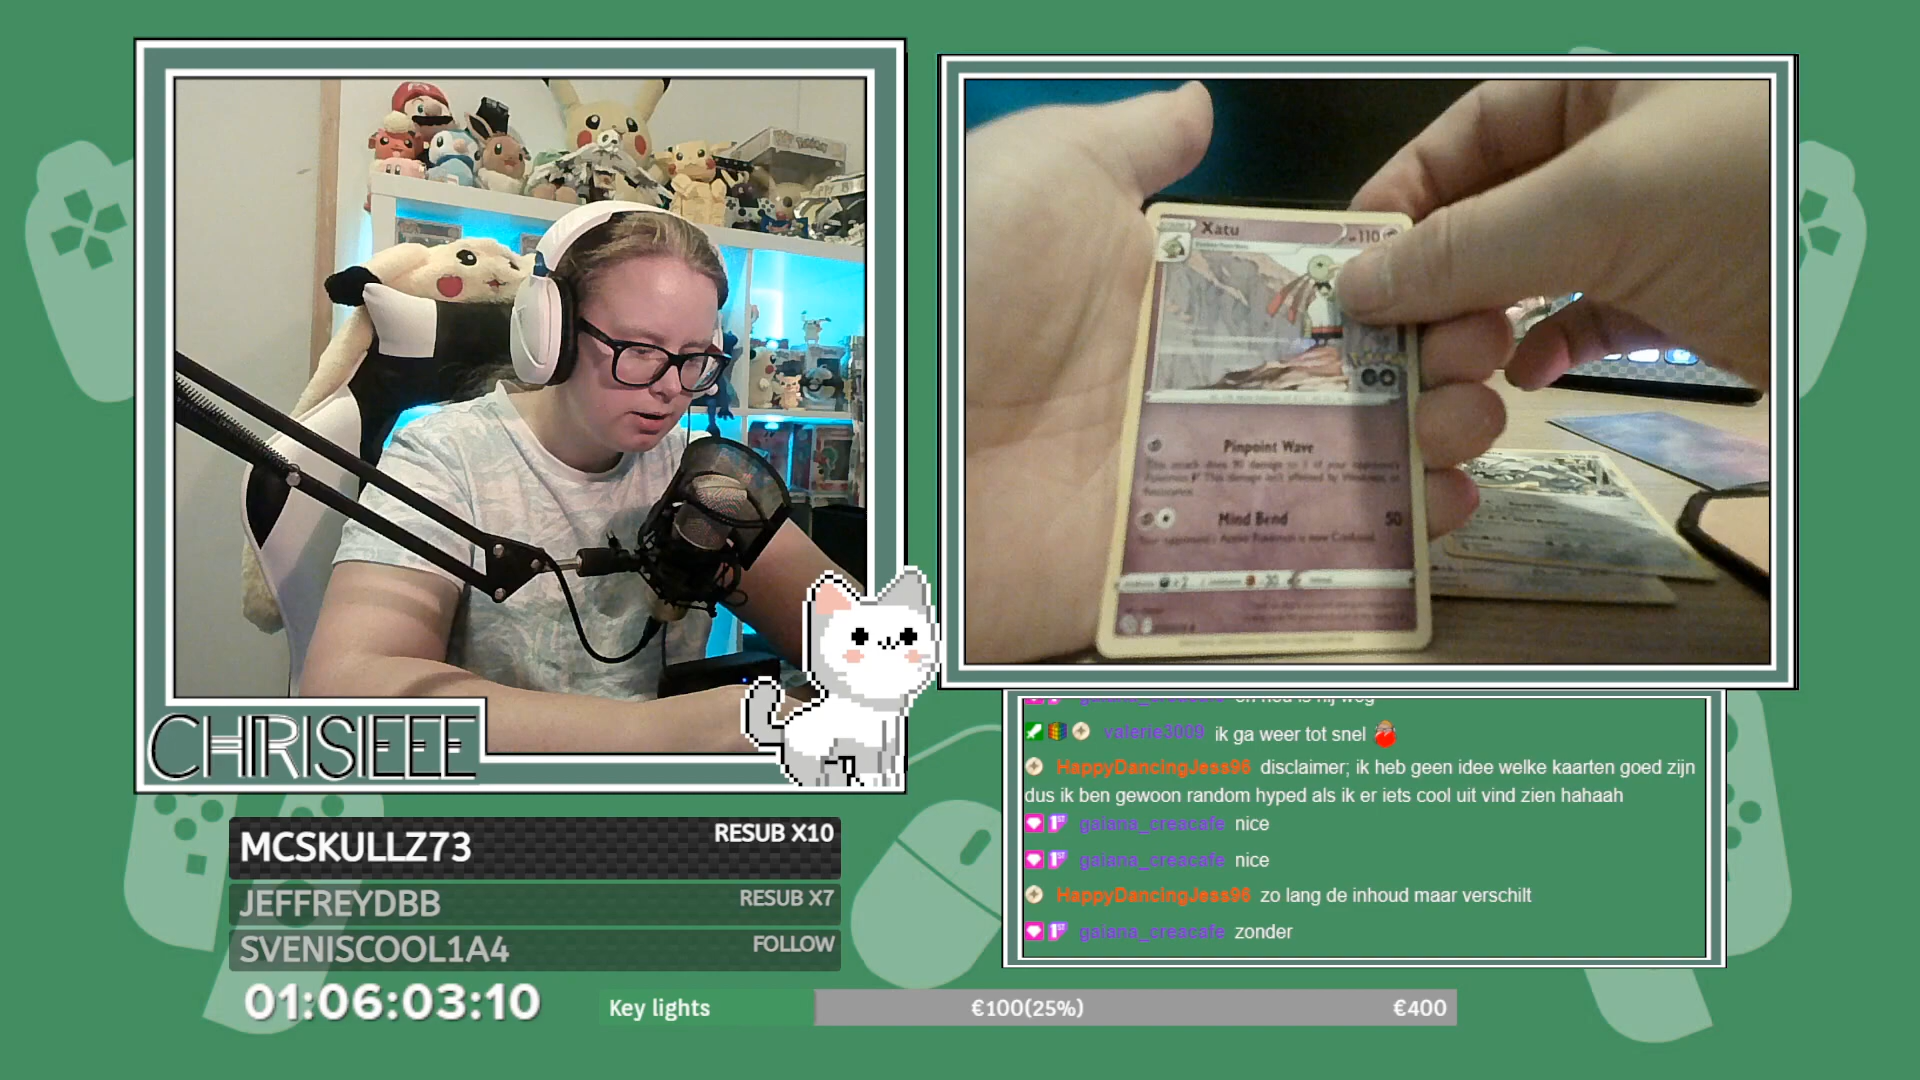 Xatu
110
GO
Pinpoint Wave
Mind Bend 50
valerie3009 ik ga weer tot snel
HappyDancingJess96 disclaimer; ik heb geen idee welke kaarten goed zijn
dus ik ben gewoon random hyped als ik er iets cool uit vind zien hahaah
gaiana_creacafe nice
gaiana_creacafe nice
HappyDancingJess96 zo lang de inhoud maar verschilt
gaiana_creacafe zonder
CHRISIEEE
MCSKULLZ73 RESUB X10
JEFFREYDBB RESUB X7
SVENISCOOL1A4 FOLLOW
01:06:03:10
Key lights €100(25%) €400